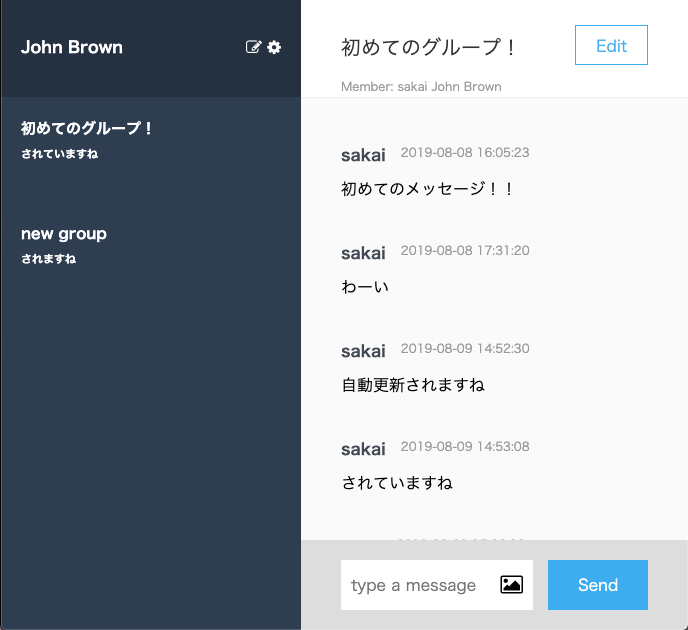 John Brown
初めてのグループ！
されていますね
new group
されますね
初めてのグループ！
Edit
Member: sakai John Brown
sakai 2019-08-08 16:05:23
初めてのメッセージ！！
sakai 2019-08-08 17:31:20
わーい
sakai 2019-08-09 14:52:30
自動更新されますね
sakai 2019-08-09 14:53:08
されていますね
type a message
Send